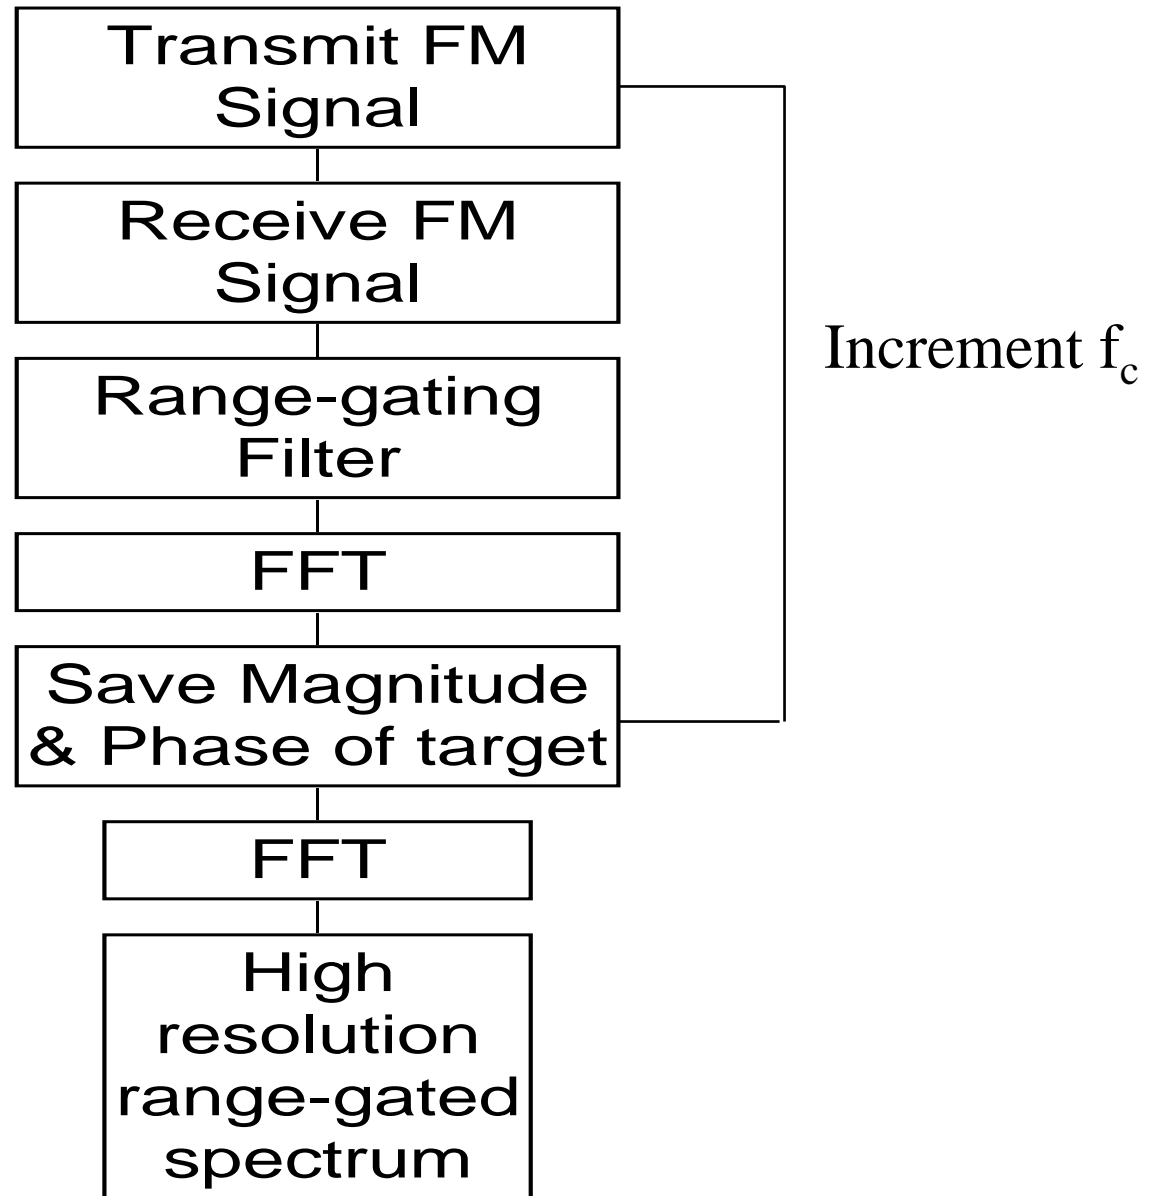 Transmit FM
Signal
Receive FM
Signal
Increment f_c
Range-gating
Filter
FFT
Save Magnitude
& Phase of target
FFT
High
resolution
range-gated
spectrum